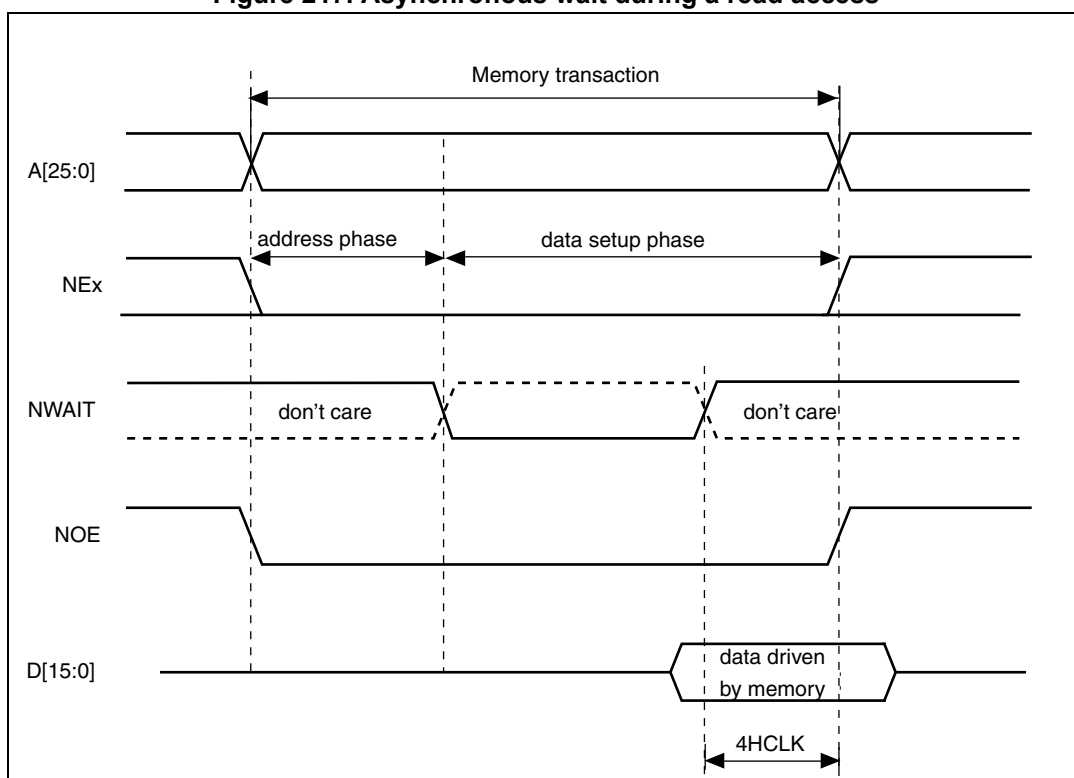 Figure Asynchronous wait during a read access
Memory transaction
A[25:0]
address phase
data setup phase
NEx
NWAIT
don't care
don't care
NOE
D[15:0]
data driven
by memory
4HCLK